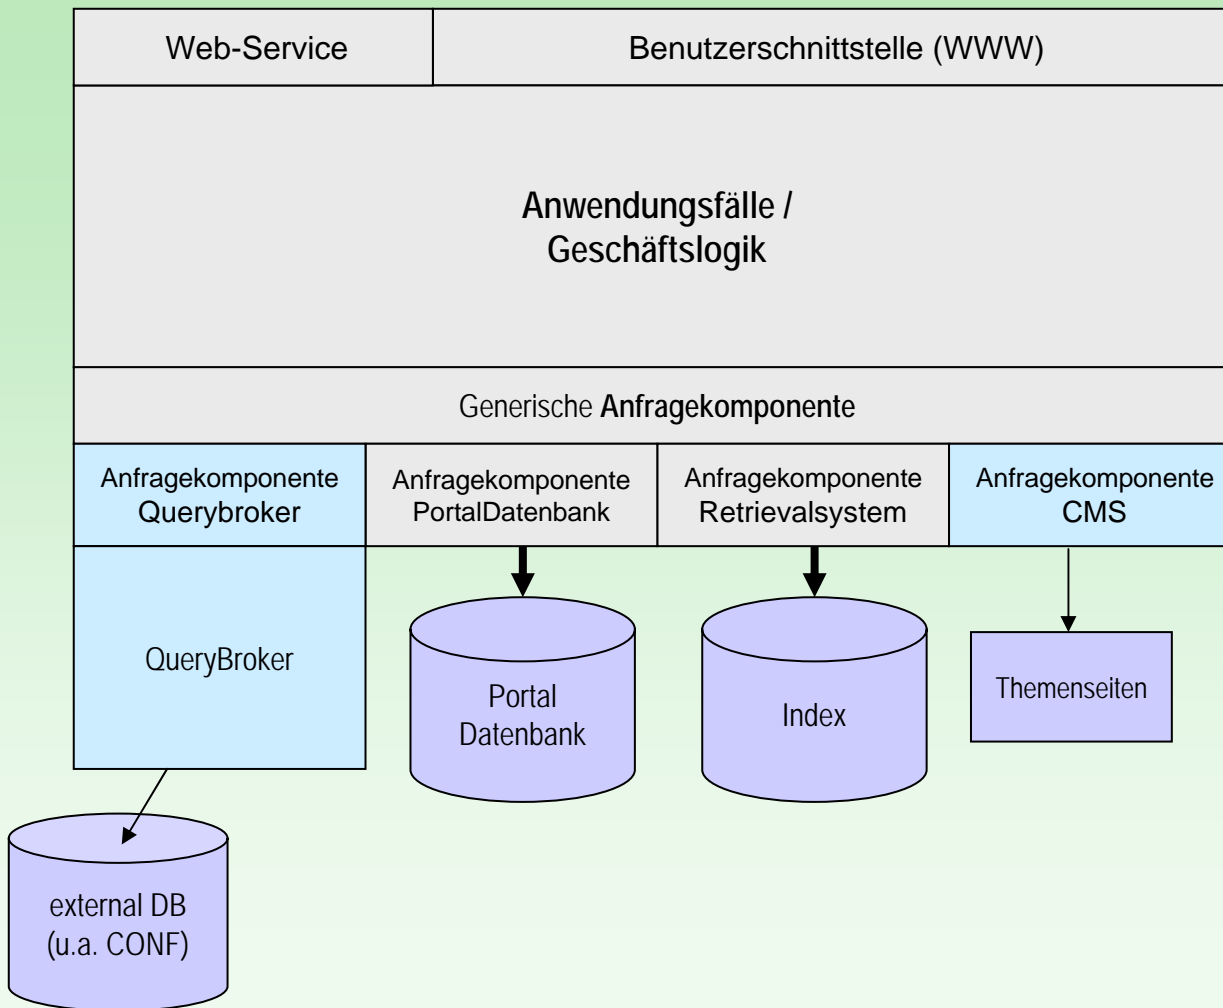 Web-Service
Benutzerschnittstelle (WWW)
Anwendungsfälle /
Geschäftslogik
Generische Anfragekomponente
Anfragekomponente
Querybroker
Anfragekomponente
PortalDatenbank
Anfragekomponente
Retrievalsystem
Anfragekomponente
CMS
QueryBroker
Portal
Datenbank
Index
Themenseiten
external DB
(u.a. CONF)